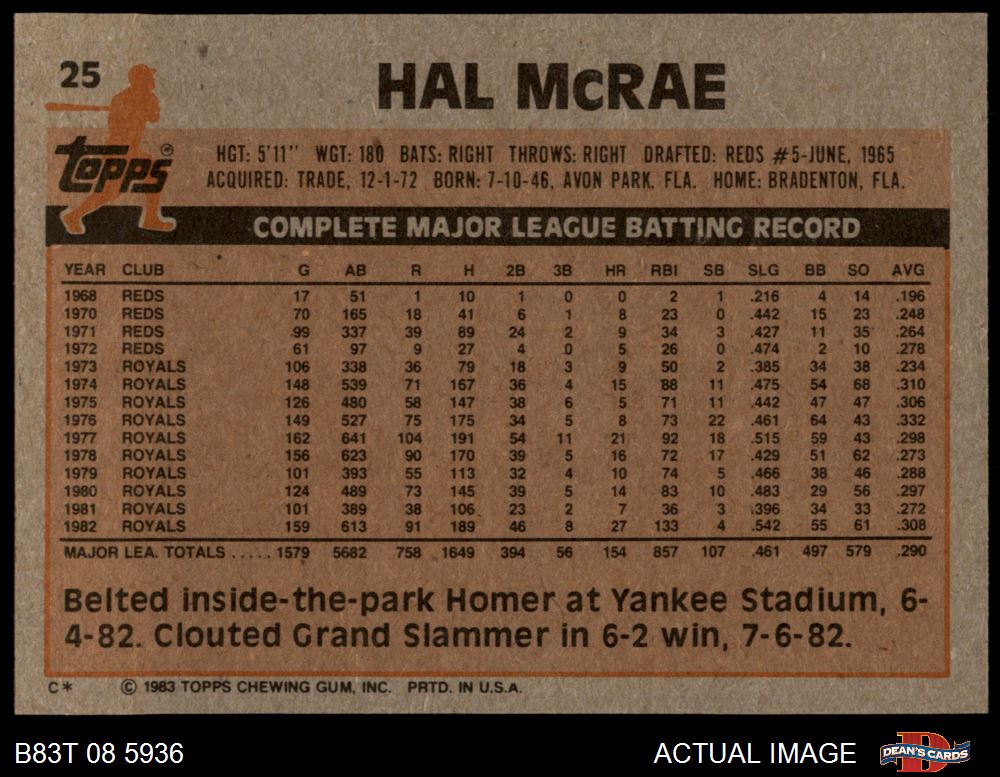 25
HAL McRAE
Topps®
HGT: 5'11" WGT: 180 BATS: RIGHT THROWS: RIGHT DRAFTED: REDS #5-JUNE, 1965
ACQUIRED: TRADE, 12-1-72 BORN: 7-10-46, AVON PARK, FLA. HOME: BRADENTON, FLA.
COMPLETE MAJOR LEAGUE BATTING RECORD
YEAR CLUB G AB R H 2B 3B HR RBI SB SLG BB SO AVG
1968 REDS 17 51 1 10 1 0 0 2 1 .216 4 14 .196
1970 REDS 70 165 18 41 6 1 8 23 0 .442 15 23 .248
1971 REDS 99 337 39 89 24 2 9 34 3 .427 11 35 .264
1972 REDS 61 97 9 27 4 0 5 26 0 .474 2 10 .278
1973 ROYALS 106 338 36 79 18 3 9 50 2 .385 34 38 .234
1974 ROYALS 148 539 71 167 36 4 15 88 11 .475 54 68 .310
1975 ROYALS 126 480 58 147 38 6 5 71 11 .442 47 47 .306
1976 ROYALS 149 527 75 175 34 5 8 73 22 .461 64 43 .332
1977 ROYALS 162 641 104 191 54 11 21 92 18 .515 59 43 .298
1978 ROYALS 156 623 90 170 39 5 16 72 17 .429 51 62 .273
1979 ROYALS 101 393 55 113 32 4 10 74 5 .466 38 46 .288
1980 ROYALS 124 489 73 145 39 5 14 83 10 .483 29 56 .297
1981 ROYALS 101 389 38 106 23 2 7 36 3 .396 34 33 .272
1982 ROYALS 159 613 91 189 46 8 27 133 4 .542 55 61 .308
MAJOR LEA. TOTALS ..... 1579 5682 758 1649 394 56 154 857 107 .461 497 579 .290
Belted inside-the-park Homer at Yankee Stadium, 6-
4-82. Clouted Grand Slammer in 6-2 win, 7-6-82.
C* © 1983 TOPPS CHEWING GUM, INC. PRTD. IN U.S.A.
B83T 08 5936 ACTUAL IMAGE DEAN'S CARDS